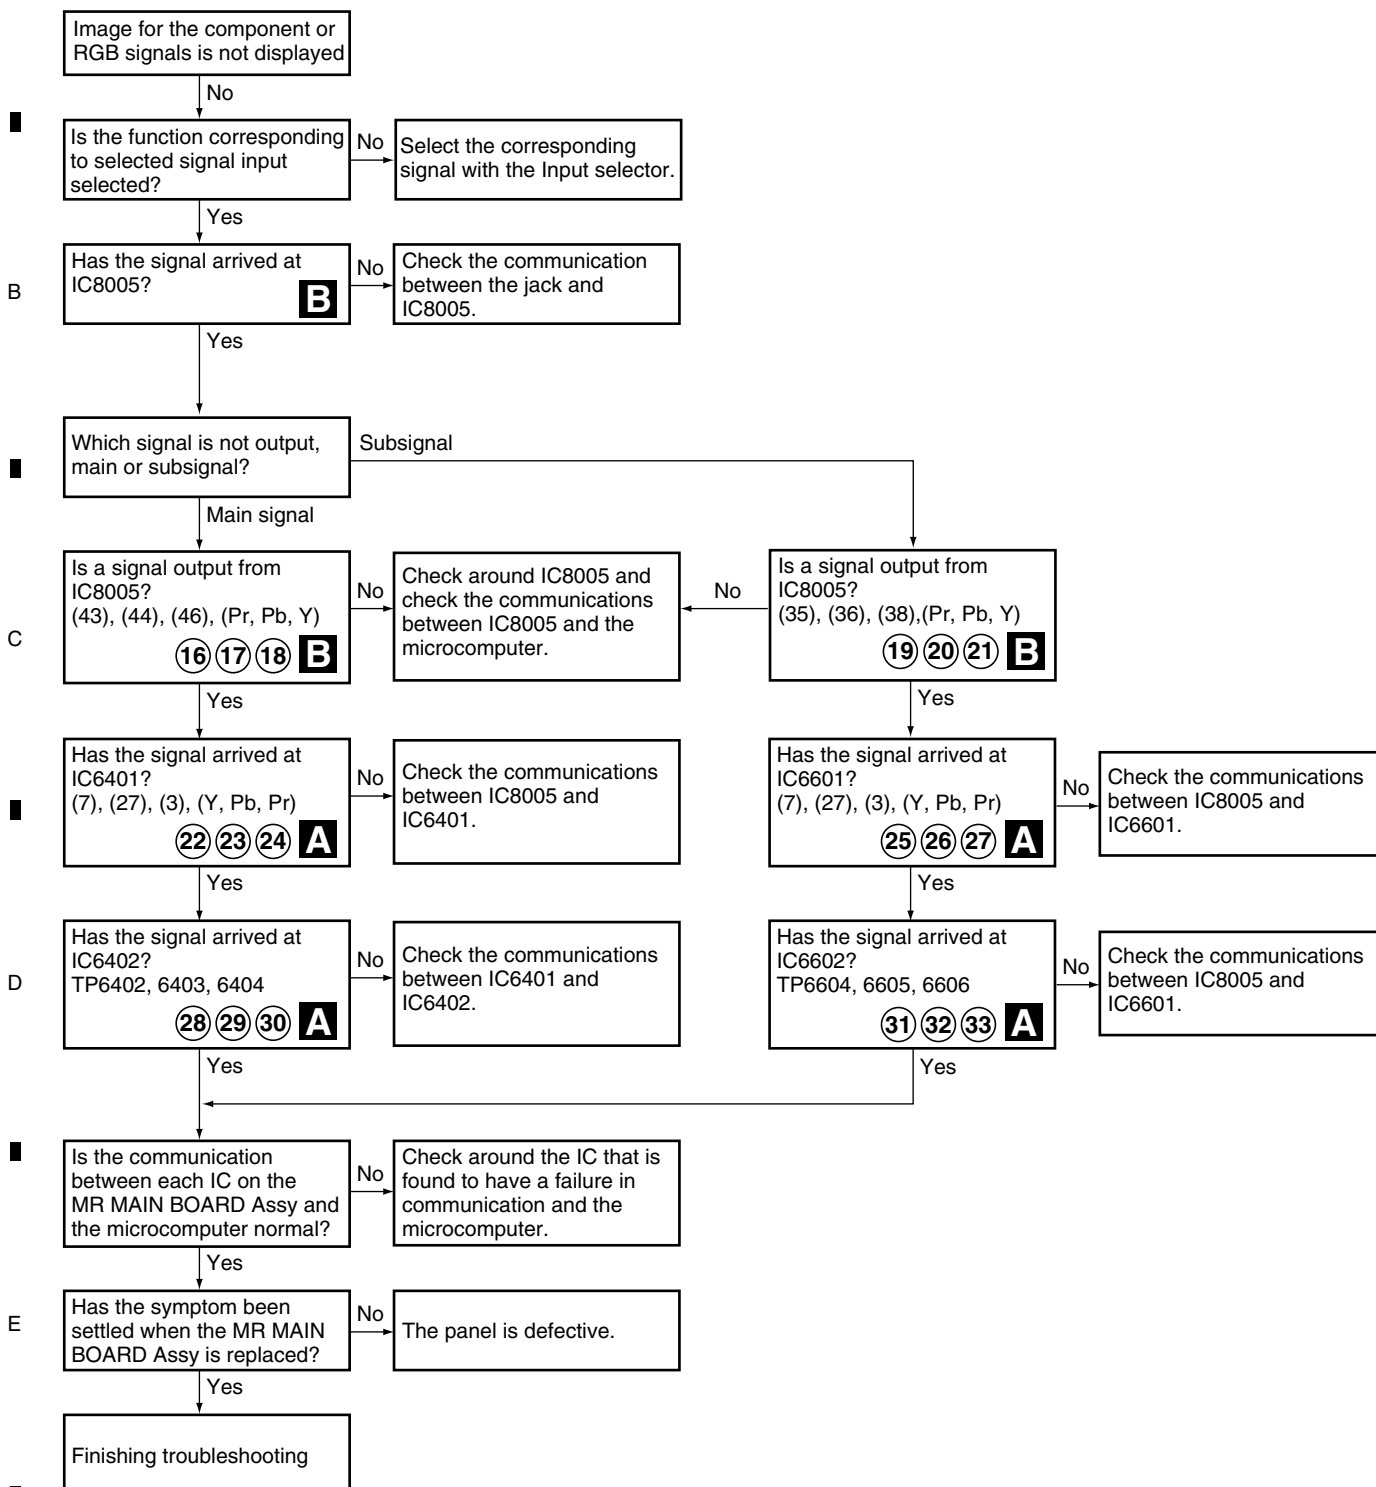 Image for the component or
RGB signals is not displayed
No
Is the function corresponding
to selected signal input
selected?
No
Select the corresponding
signal with the Input selector.
Yes
B
Has the signal arrived at
IC8005?
B
No
Check the communication
between the jack and
IC8005.
Yes
Which signal is not output,
main or subsignal?
Subsignal
Main signal
C
Is a signal output from
IC8005?
(43), (44), (46), (Pr, Pb, Y)
16 17 18 B
No
Check around IC8005 and
check the communications
between IC8005 and the
microcomputer.
No
Is a signal output from
IC8005?
(35), (36), (38),(Pr, Pb, Y)
19 20 21 B
Yes
Yes
Has the signal arrived at
IC6401?
(7), (27), (3), (Y, Pb, Pr)
22 23 24 A
No
Check the communications
between IC8005 and
IC6401.
Has the signal arrived at
IC6601?
(7), (27), (3), (Y, Pb, Pr)
25 26 27 A
No
Check the communications
between IC8005 and
IC6601.
Yes
Yes
D
Has the signal arrived at
IC6402?
TP6402, 6403, 6404
28 29 30 A
No
Check the communications
between IC6401 and
IC6402.
Has the signal arrived at
IC6602?
TP6604, 6605, 6606
31 32 33 A
No
Check the communications
between IC8005 and
IC6601.
Yes
Yes
Is the communication
between each IC on the
MR MAIN BOARD Assy and
the microcomputer normal?
No
Check around the IC that is
found to have a failure in
communication and the
microcomputer.
Yes
E
Has the symptom been
settled when the MR MAIN
BOARD Assy is replaced?
No
The panel is defective.
Yes
Finishing troubleshooting